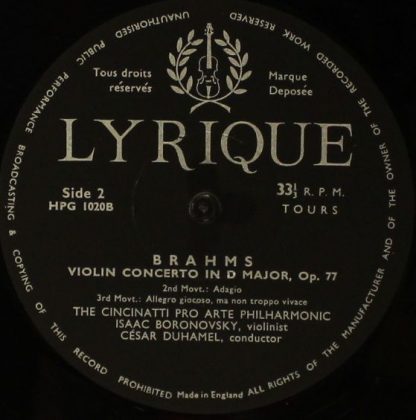 ALL RIGHTS OF THE MANUFACTURER AND OF THE OWNER OF THE RECORDED WORK RESERVED
UNAUTHORISED PUBLIC PERFORMANCE BROADCASTING & COPYING OF THIS RECORD PROHIBITED
Tous droits
réservés
Marque
Deposée
LYRIQUE
Side 2
HPG 1020B
33⅓ R. P. M.
TOURS
BRAHMS
VIOLIN CONCERTO IN D MAJOR, Op. 77
2nd Movt.: Adagio
3rd Movt.: Allegro giocoso, ma non troppo vivace
THE CINCINATTI PRO ARTE PHILHARMONIC
ISAAC BORONOVSKY, violinist
CÉSAR DUHAMEL, conductor
Made in England